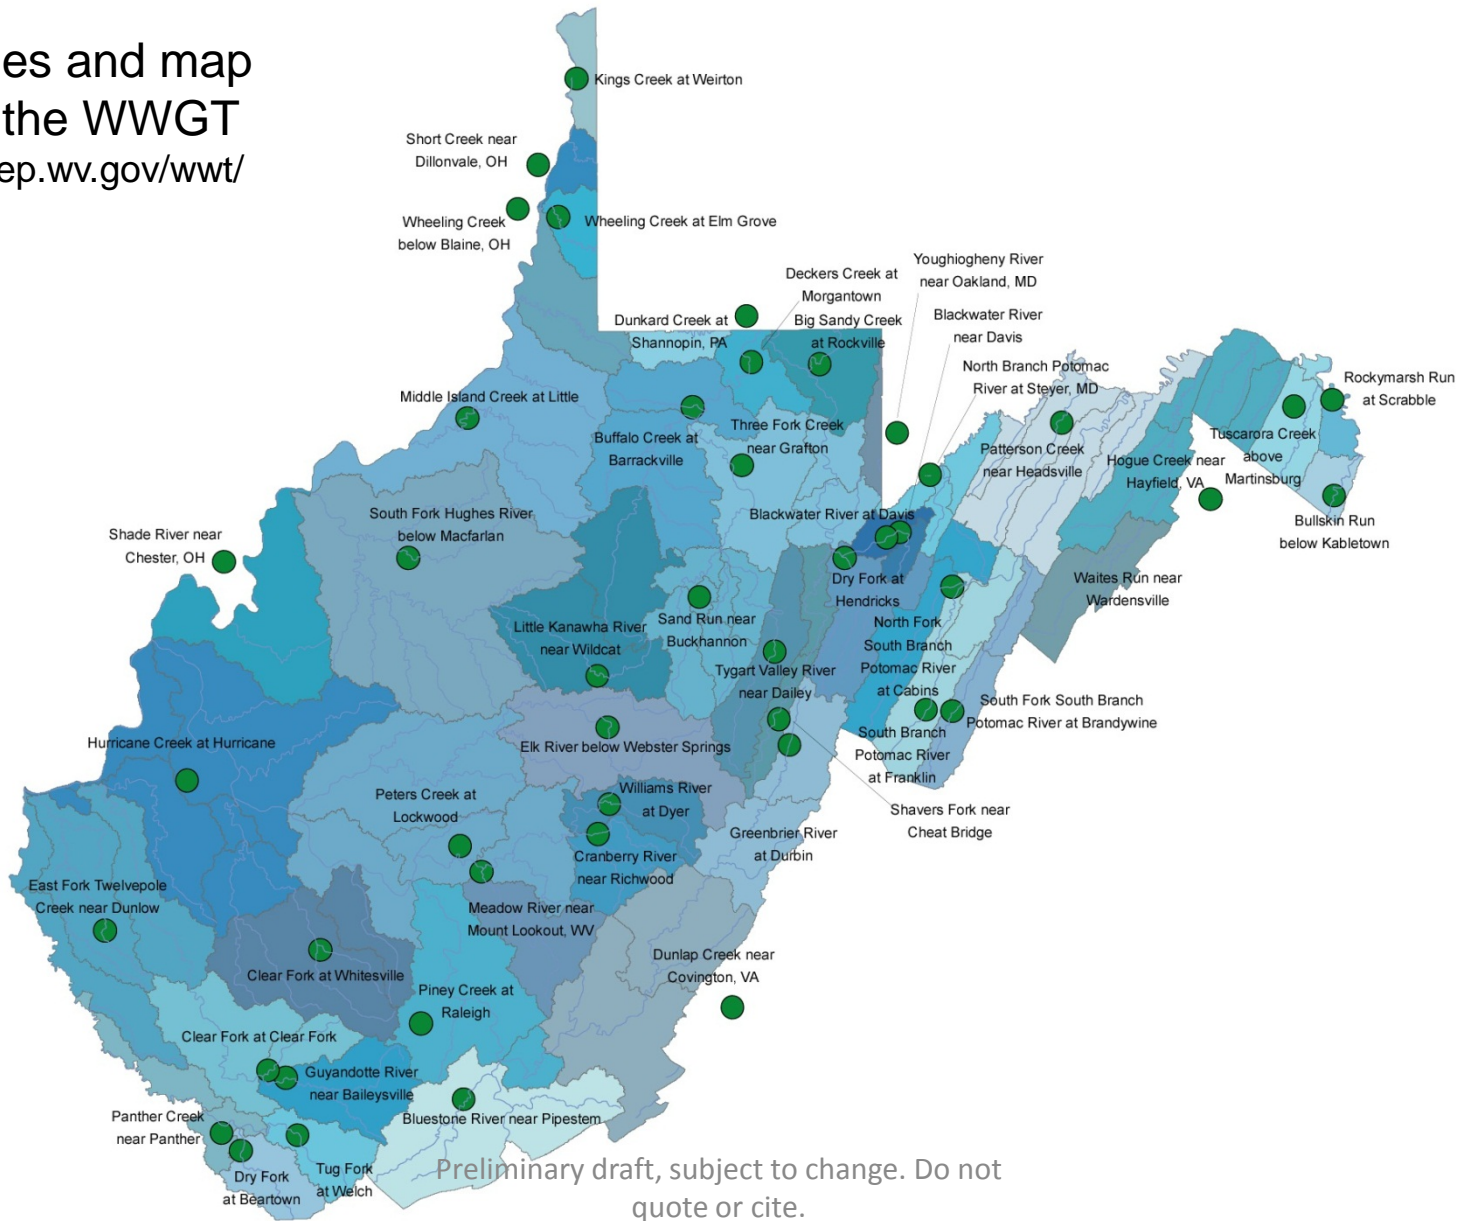 es and map
the WWGT
ep.wv.gov/wwt/
Kings Creek at Weirton
Short Creek near
Dillonvale, OH
Wheeling Creek
below Blaine, OH
Wheeling Creek at Elm Grove
Youghiogheny River
near Oakland, MD
Deckers Creek at
Morgantown
Dunkard Creek at
Shannopin, PA
Big Sandy Creek
at Rockville
Blackwater River
near Davis
North Branch Potomac
River at Steyer, MD
Rockymarsh Run
at Scrabble
Middle Island Creek at Little
Buffalo Creek at
Barrackville
Three Fork Creek
near Grafton
Patterson Creek
near Headsville
Hogue Creek near
Hayfield, VA
Tuscarora Creek
above
Martinsburg
Bullskin Run
below Kabletown
South Fork Hughes River
below Macfarlan
Blackwater River at Davis
Shade River near
Chester, OH
Dry Fork at
Hendricks
Waites Run near
Wardensville
Little Kanawha River
near Wildcat
Sand Run near
Buckhannon
North Fork
South Branch
Potomac River
at Cabins
Tygart Valley River
near Dailey
South Fork South Branch
Potomac River at Brandywine
South Branch
Potomac River
at Franklin
Hurricane Creek at Hurricane
Elk River below Webster Springs
Peters Creek at
Lockwood
Williams River
at Dyer
Shavers Fork near
Cheat Bridge
Greenbrier River
at Durbin
Cranberry River
near Richwood
East Fork Twelvepole
Creek near Dunlow
Meadow River near
Mount Lookout, WV
Clear Fork at Whitesville
Dunlap Creek near
Covington, VA
Piney Creek at
Raleigh
Clear Fork at Clear Fork
Guyandotte River
near Baileysville
Panther Creek
near Panther
Bluestone River near Pipestem
Dry Fork
at Beartown
Tug Fork
at Welch
Preliminary draft, subject to change. Do not
quote or cite.